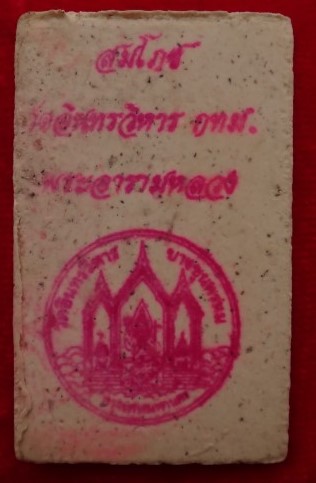 สมโภช
วัดอินทรวิหาร กทม.
พระอารามหลวง
วัดอินทรวิหาร บางขุนพรหม